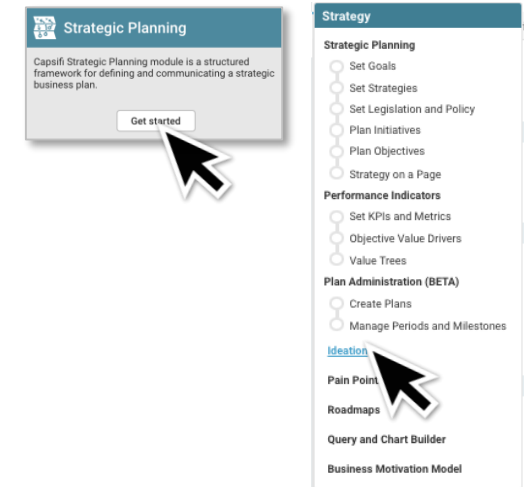 Strategic Planning
Capsifi Strategic Planning module is a structured
framework for defining and communicating a strategic
business plan.
Get started
Strategy
Strategic Planning
Set Goals
Set Strategies
Set Legislation and Policy
Plan Initiatives
Plan Objectives
Strategy on a Page
Performance Indicators
Set KPIs and Metrics
Objective Value Drivers
Value Trees
Plan Administration (BETA)
Create Plans
Manage Periods and Milestones
Ideation
Pain Point
Roadmaps
Query and Chart Builder
Business Motivation Model